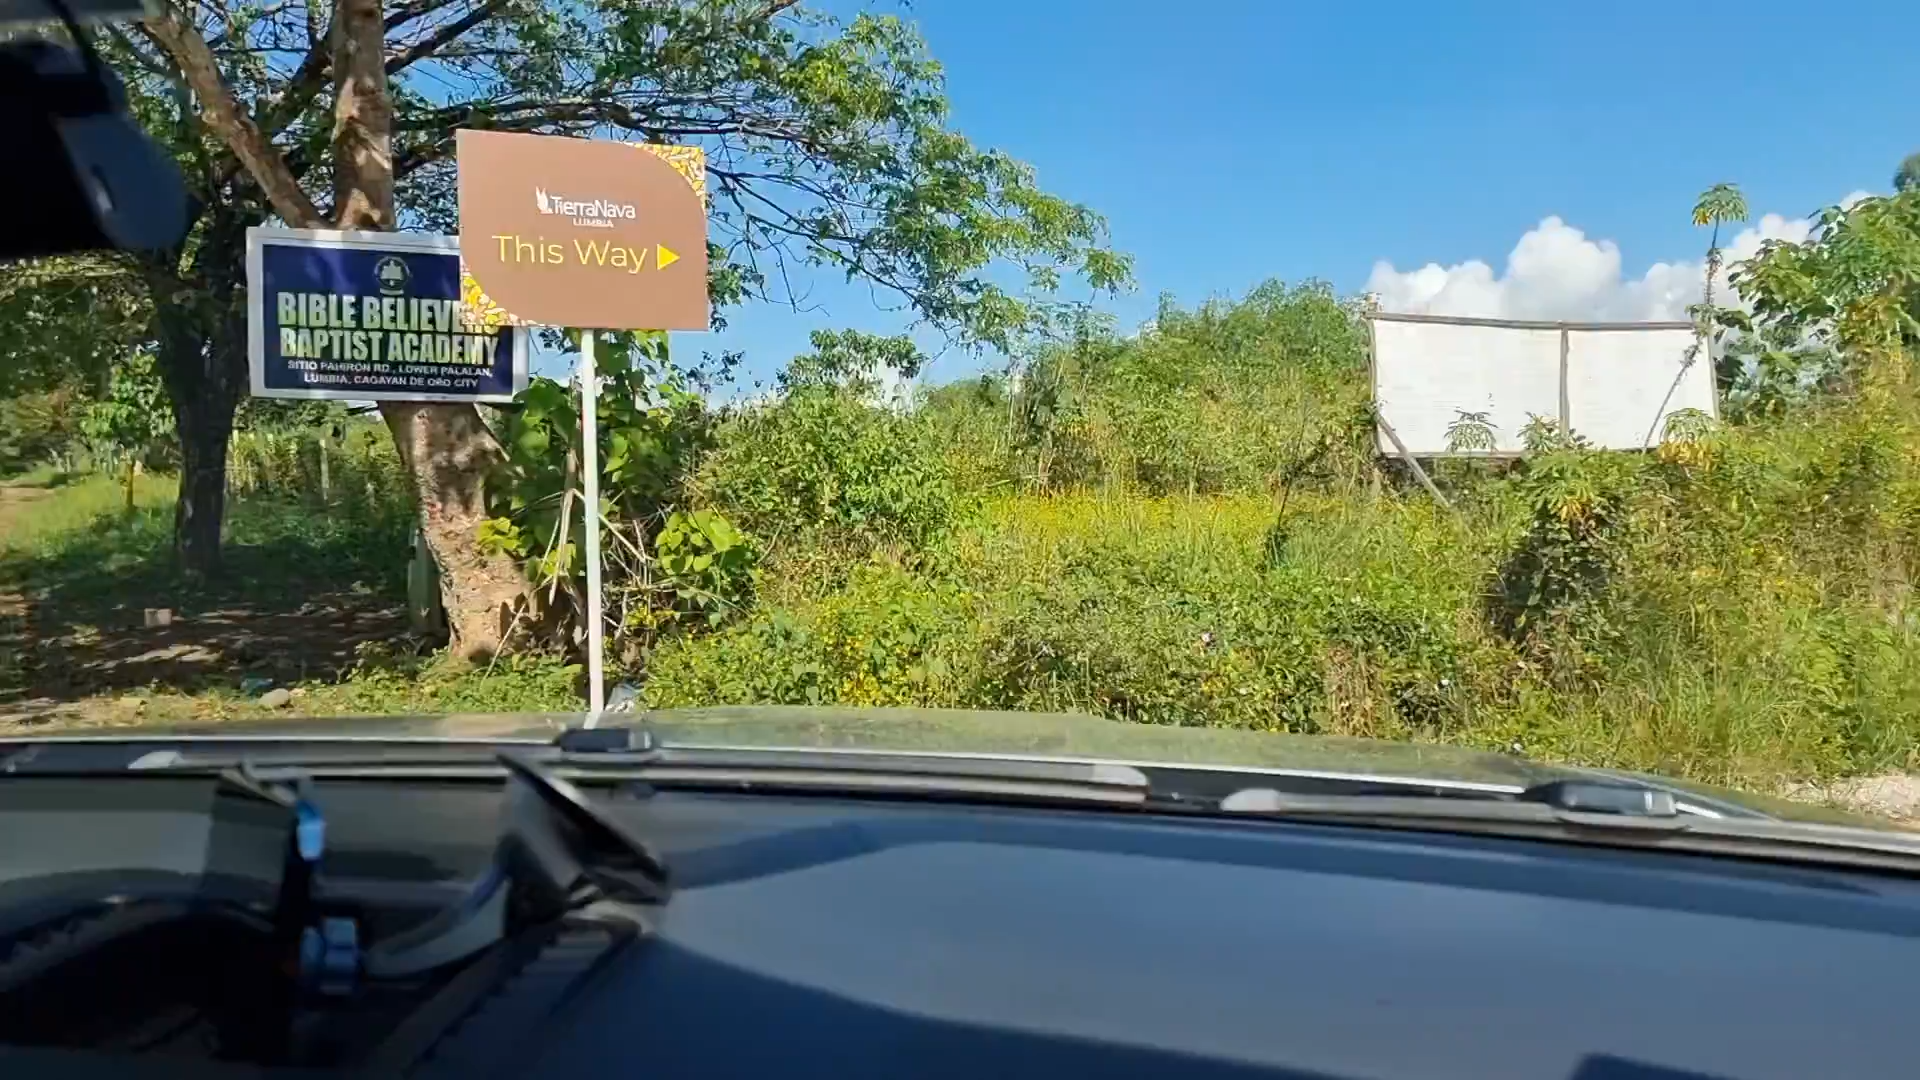 TierraNava
LUMBIA
This Way
BIBLE BELIEVERS
BAPTIST ACADEMY
SITIO PAHIRON RD., LOWER PALALAN,
LUMBIA, CAGAYAN DE ORO CITY